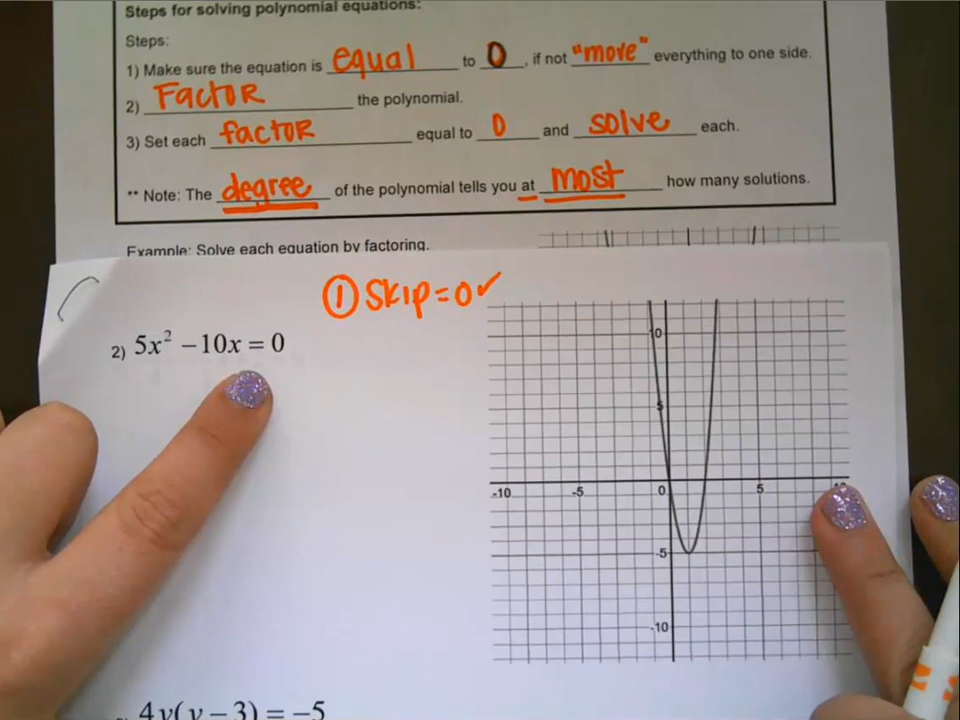 Steps for solving polynomial equations:
Steps:
1) Make sure the equation is equal to 0, if not "move" everything to one side.
2) FactoR the polynomial.
3) Set each factoR equal to 0 and solve each.
** Note: The degree of the polynomial tells you at most how many solutions.
Example: Solve each equation by factoring.
① Skip = 0 ✓
2) 5x² – 10x = 0
10
5
-10 -5 0 5
-5
-10
4y(y – 3) = –5